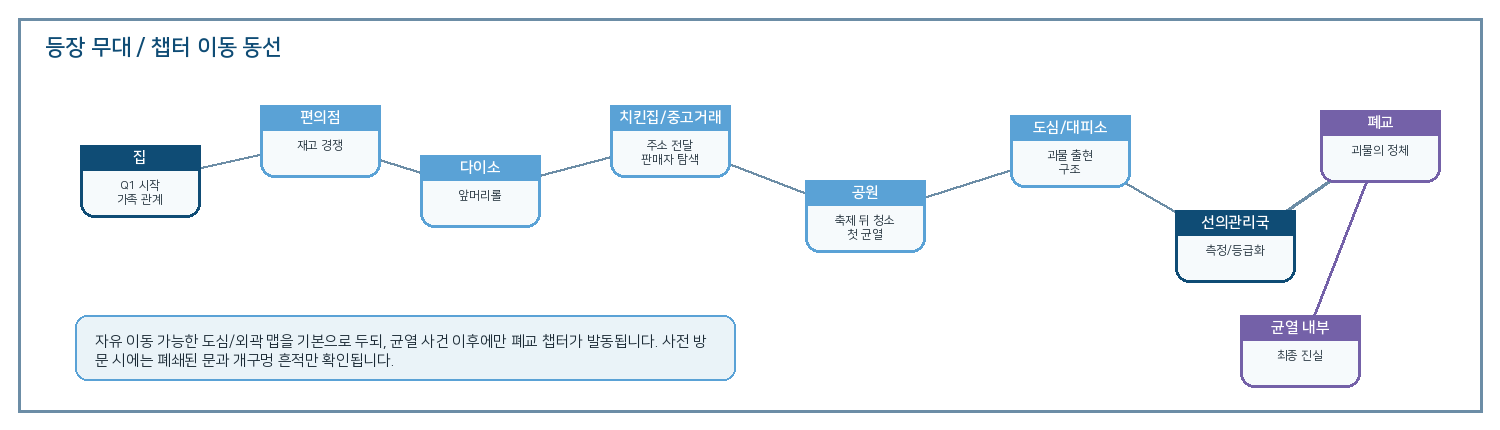 등장 무대 / 챕터 이동 동선
집
Q1 시작
가족 관계
편의점
재고 경쟁
다이소
앞머리롤
치킨집/중고거래
주소 전달
판매자 탐색
공원
축제 뒤 청소
첫 균열
도심/대피소
괴물 출현
구조
선의관리국
측정/등급화
폐교
괴물의 정체
균열 내부
최종 진실
자유 이동 가능한 도심/외곽 맵을 기본으로 두되, 균열 사건 이후에만 폐교 챕터가 발동됩니다. 사전 방
문 시에는 폐쇄된 문과 개구멍 흔적만 확인됩니다.